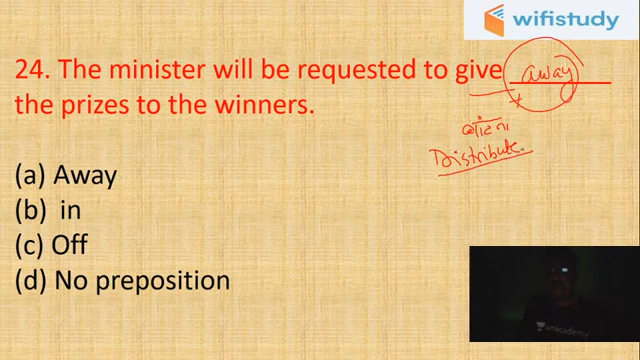 wifistudy
24. The minister will be requested to give away
the prizes to the winners.
बाँटना
Distribute
(a) Away
(b) in
(c) Off
(d) No preposition
unacademy